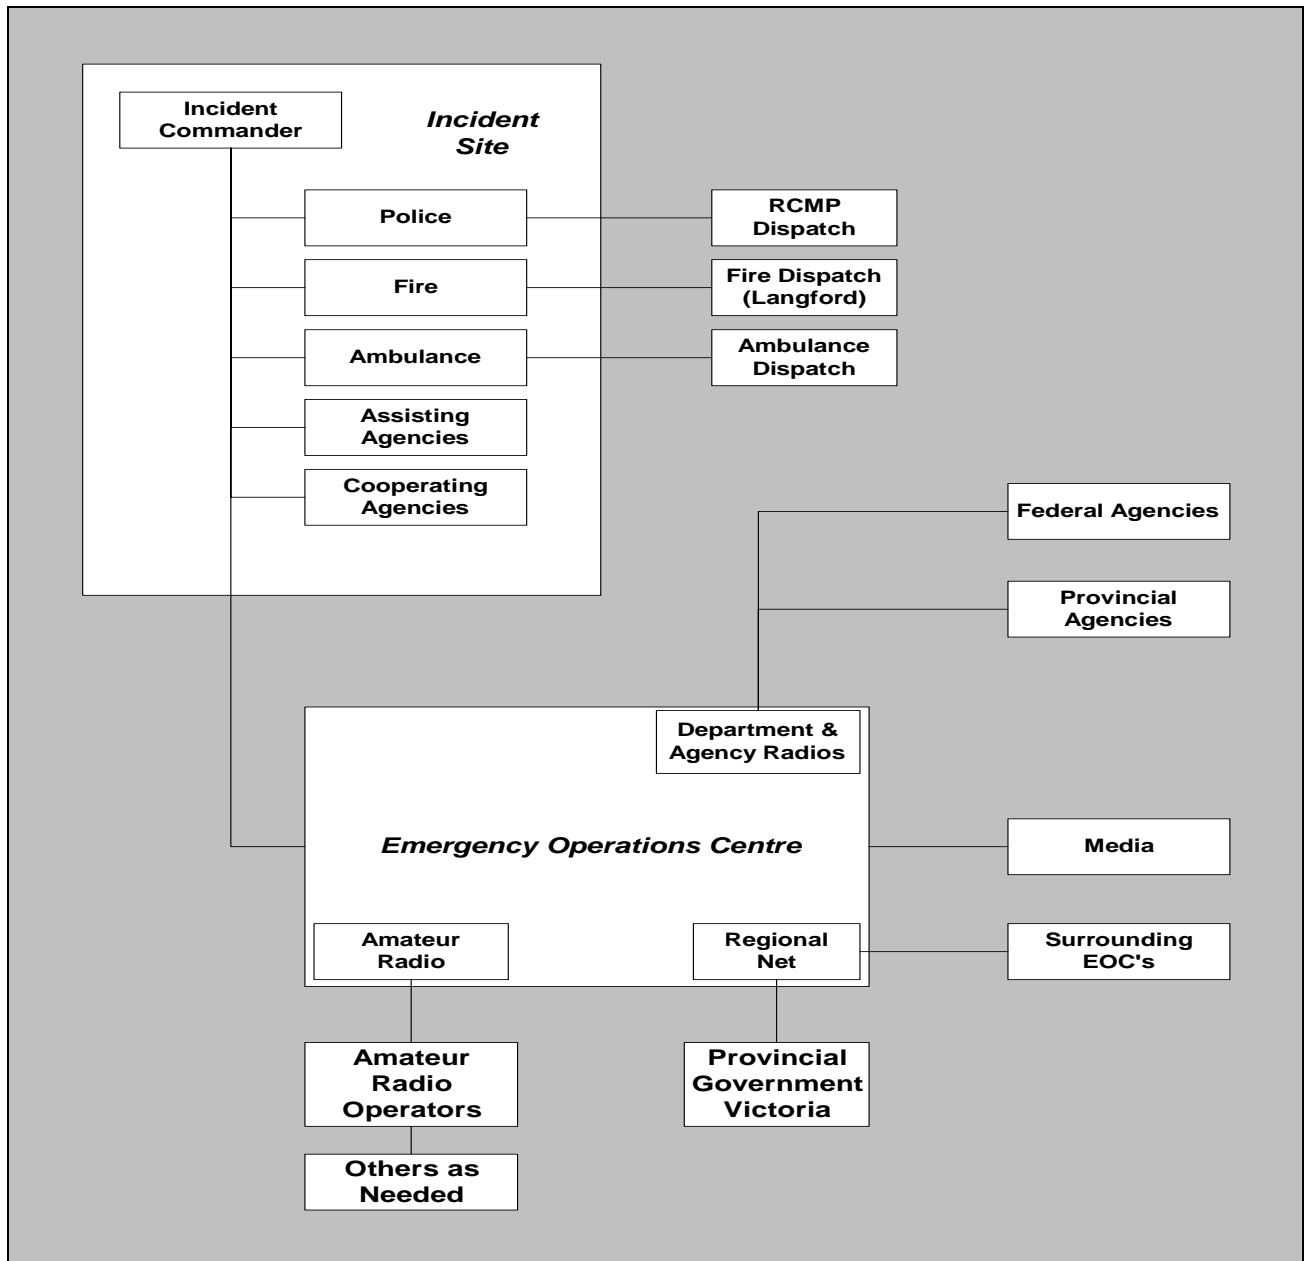 Incident
Commander
Incident
Site
Police
RCMP
Dispatch
Fire
Fire Dispatch
(Langford)
Ambulance
Ambulance
Dispatch
Assisting
Agencies
Cooperating
Agencies
Federal Agencies
Provincial
Agencies
Department &
Agency Radios
Emergency Operations Centre
Media
Amateur
Radio
Regional
Net
Surrounding
EOC's
Amateur
Radio
Operators
Provincial
Government
Victoria
Others as
Needed